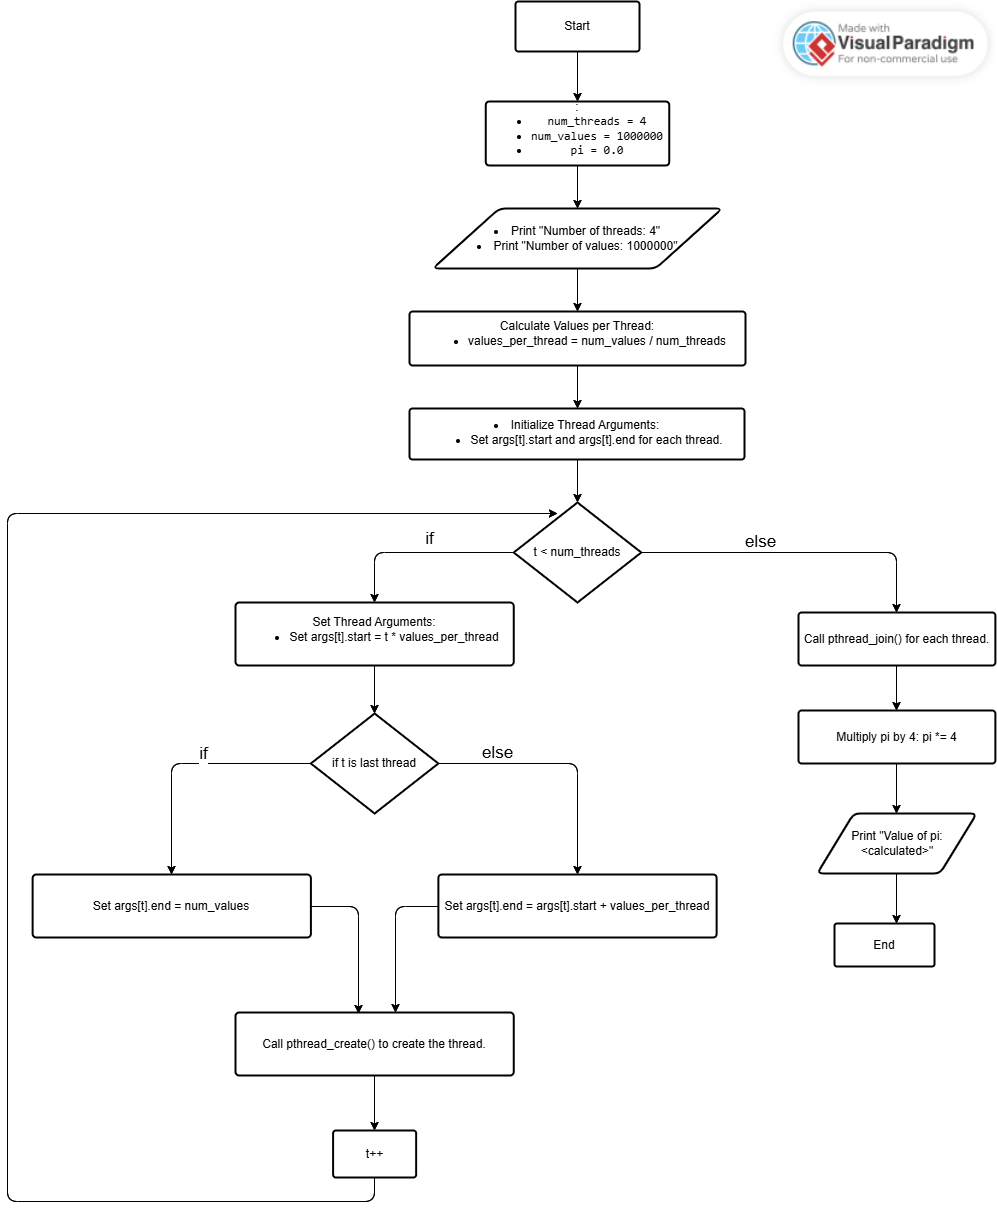 Start
Made with
Visual Paradigm
For non-commercial use
:
• num_threads = 4
• num_values = 1000000
• pi = 0.0
• Print "Number of threads: 4"
• Print "Number of values: 1000000"
Calculate Values per Thread:
• values_per_thread = num_values / num_threads
• Initialize Thread Arguments:
• Set args[t].start and args[t].end for each thread.
if
t < num_threads
else
Set Thread Arguments:
• Set args[t].start = t * values_per_thread
Call pthread_join() for each thread.
if
if t is last thread
else
Multiply pi by 4: pi *= 4
Print "Value of pi:
<calculated>"
Set args[t].end = num_values
Set args[t].end = args[t].start + values_per_thread
End
Call pthread_create() to create the thread.
t++